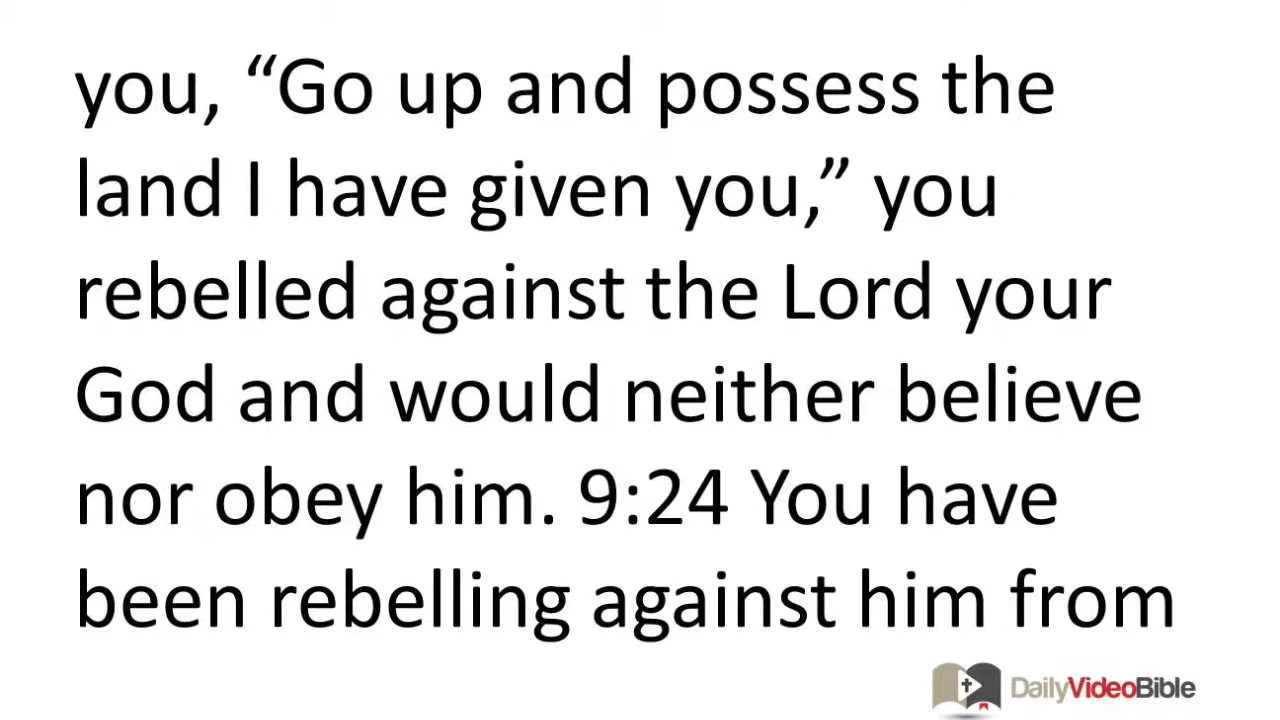 you, “Go up and possess the
land I have given you,” you
rebelled against the Lord your
God and would neither believe
nor obey him. 9:24 You have
been rebelling against him from
DailyVideoBible